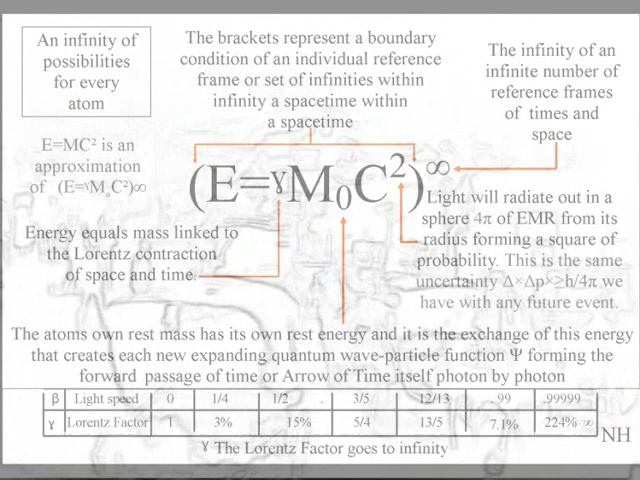 An infinity of
possibilities
for every
atom
The brackets represent a boundary
condition of an individual reference
frame or set of infinities within
infinity a spacetime within
a spacetime
The infinity of an
infinite number of
reference frames
of times and
space
E=MC² is an
approximation
of (E=ɤM˳C²)∞
(E=ɤM₀C²)∞
Energy equals mass linked to
the Lorentz contraction
of space and time.
Light will radiate out in a
sphere 4π of EMR from its
radius forming a square of
probability. This is the same
uncertainty ∆×∆p×≥h/4π we
have with any future event.
The atoms own rest mass has its own rest energy and it is the exchange of this energy
that creates each new expanding quantum wave-particle function Ψ forming the
forward passage of time or Arrow of Time itself photon by photon
β Light speed 0 1/4 1/2 . 3/5 12/13 .99 .99999
ɤ Lorentz Factor 1 3% 15% 5/4 13/5 7.1% 224% ∞
ɤ The Lorentz Factor goes to infinity
NH